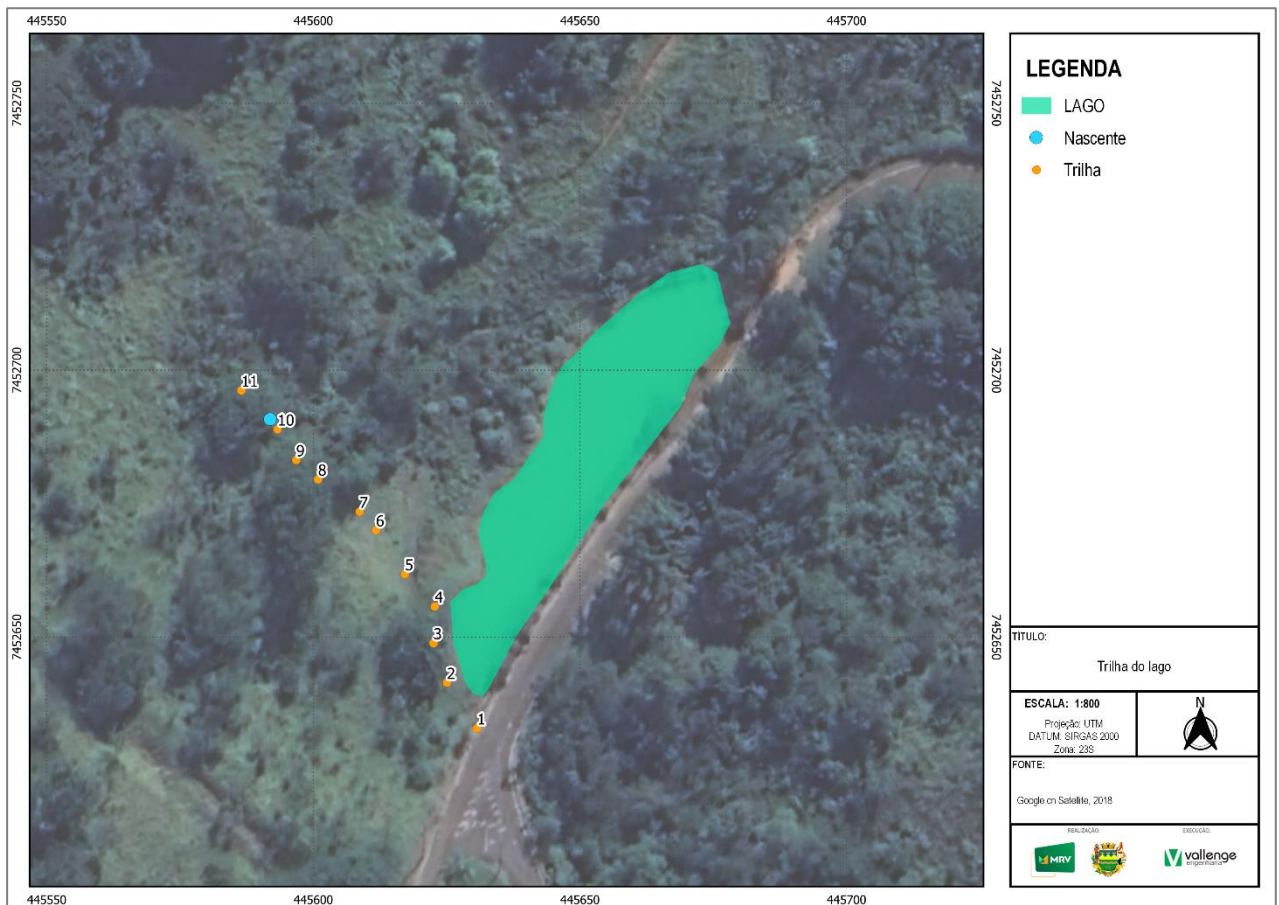 445550 445600 445650 445700
7452750
7452700
7452650
7452750
7452700
7452650
11
10
9
8
7
6
5
4
3
2
1
445550 445600 445650 445700
LEGENDA
LAGO
Nascente
Trilha
TÍTULO:
Trilha do lago
ESCALA: 1:800
Projeção: UTM
DATUM: SIRGAS 2000
Zona: 23S
N
FONTE:
Google.cn Satellite, 2018
REALIZAÇÃO:
MRV
EXECUÇÃO:
vallenge
engenharia